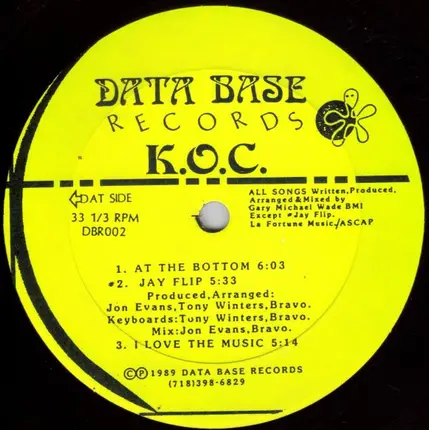 DATA BASE
RECORDS
K.O.C.
DAT SIDE
33 1/3 RPM
DBR002
ALL SONGS Written, Produced,
Arranged & Mixed by
Gary Michael Wade BMI
Except #Jay Flip.
La Fortune Music./ASCAP
1. AT THE BOTTOM 6:03
#2. JAY FLIP 5:33
Produced, Arranged:
Jon Evans, Tony Winters, Bravo.
Keyboards: Tony Winters, Bravo.
Mix: Jon Evans, Bravo.
3. I LOVE THE MUSIC 5:14
©℗ 1989 DATA BASE RECORDS
(718)398-6829